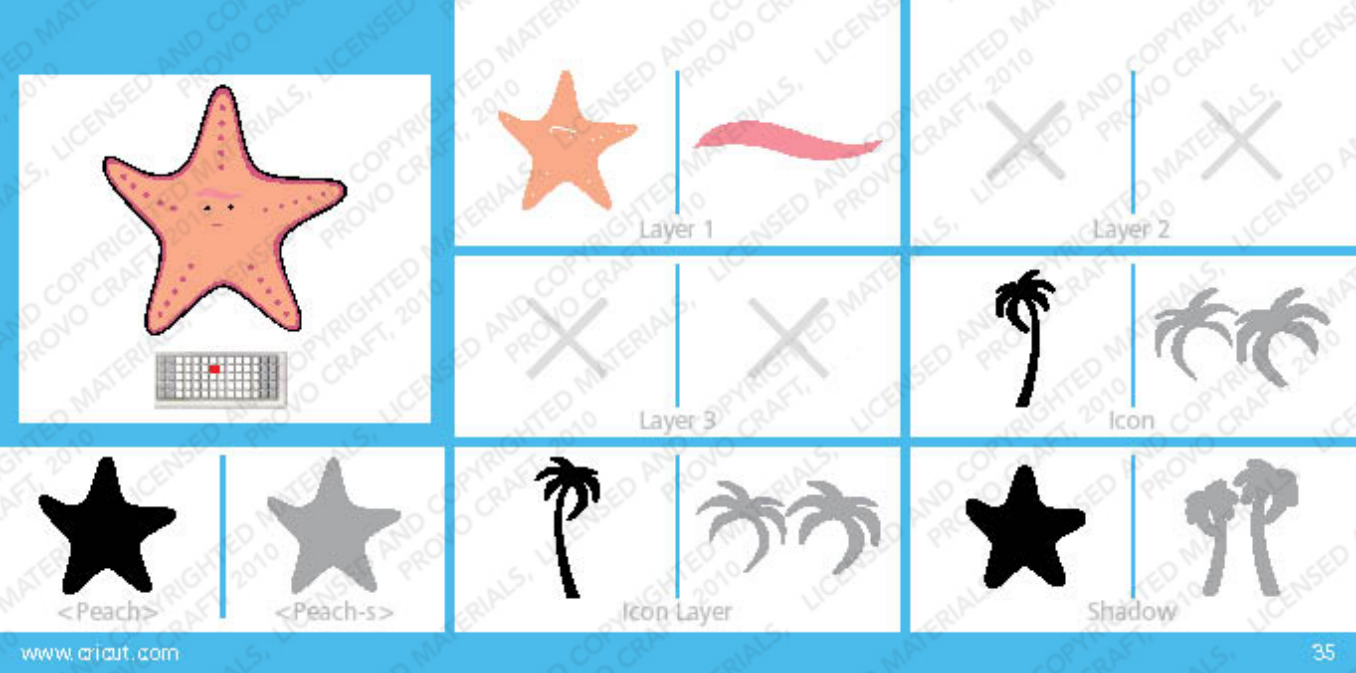 Layer 1
Layer 2
Layer 3
Icon
<Peach>
<Peach-s>
Icon Layer
Shadow
www.cricut.com
35
LICENSED AND COPYRIGHTED MATERIALS,
PROVO CRAFT, 2010